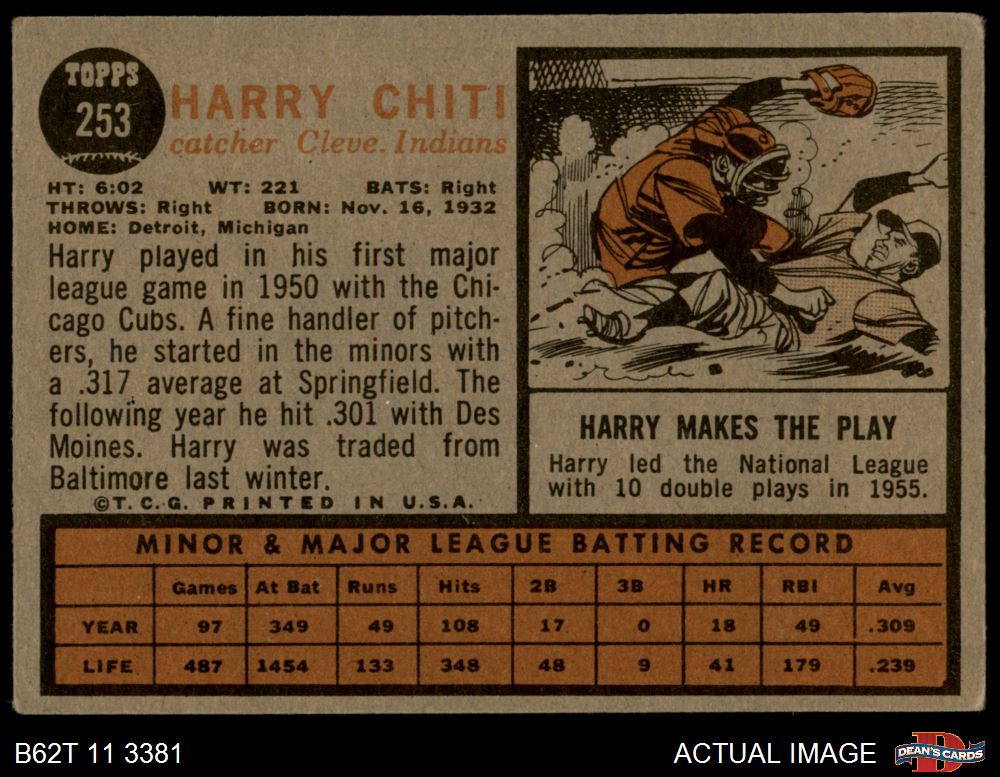 TOPPS
253
HARRY CHITI
catcher Cleve. Indians
HT: 6:02 WT: 221 BATS: Right
THROWS: Right BORN: Nov. 16, 1932
HOME: Detroit, Michigan
Harry played in his first major
league game in 1950 with the Chi-
cago Cubs. A fine handler of pitch-
ers, he started in the minors with
a .317 average at Springfield. The
following year he hit .301 with Des
Moines. Harry was traded from
Baltimore last winter.
©T.C.G. PRINTED IN U.S.A.
HARRY MAKES THE PLAY
Harry led the National League
with 10 double plays in 1955.
MINOR & MAJOR LEAGUE BATTING RECORD
Games At Bat Runs Hits 2B 3B HR RBI Avg
YEAR 97 349 49 108 17 0 18 49 .309
LIFE 487 1454 133 348 48 9 41 179 .239
B62T 11 3381
ACTUAL IMAGE
D
DEAN'S CARDS